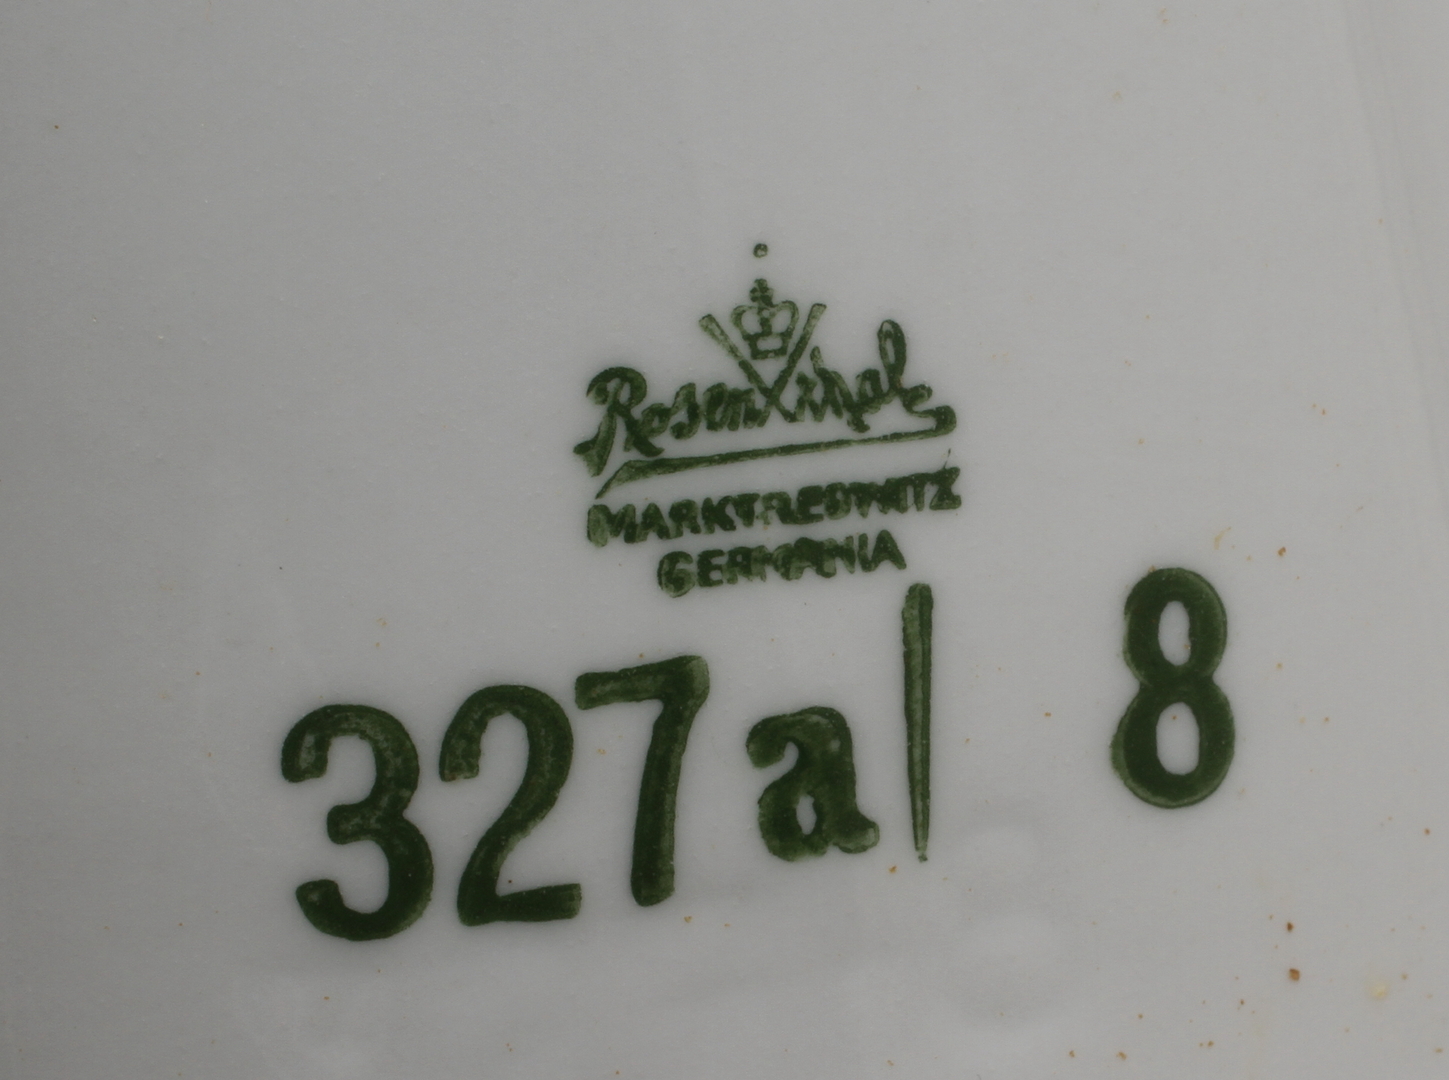 Rosenthal
MARKTREDWITZ
GERMANIA
327a| 8